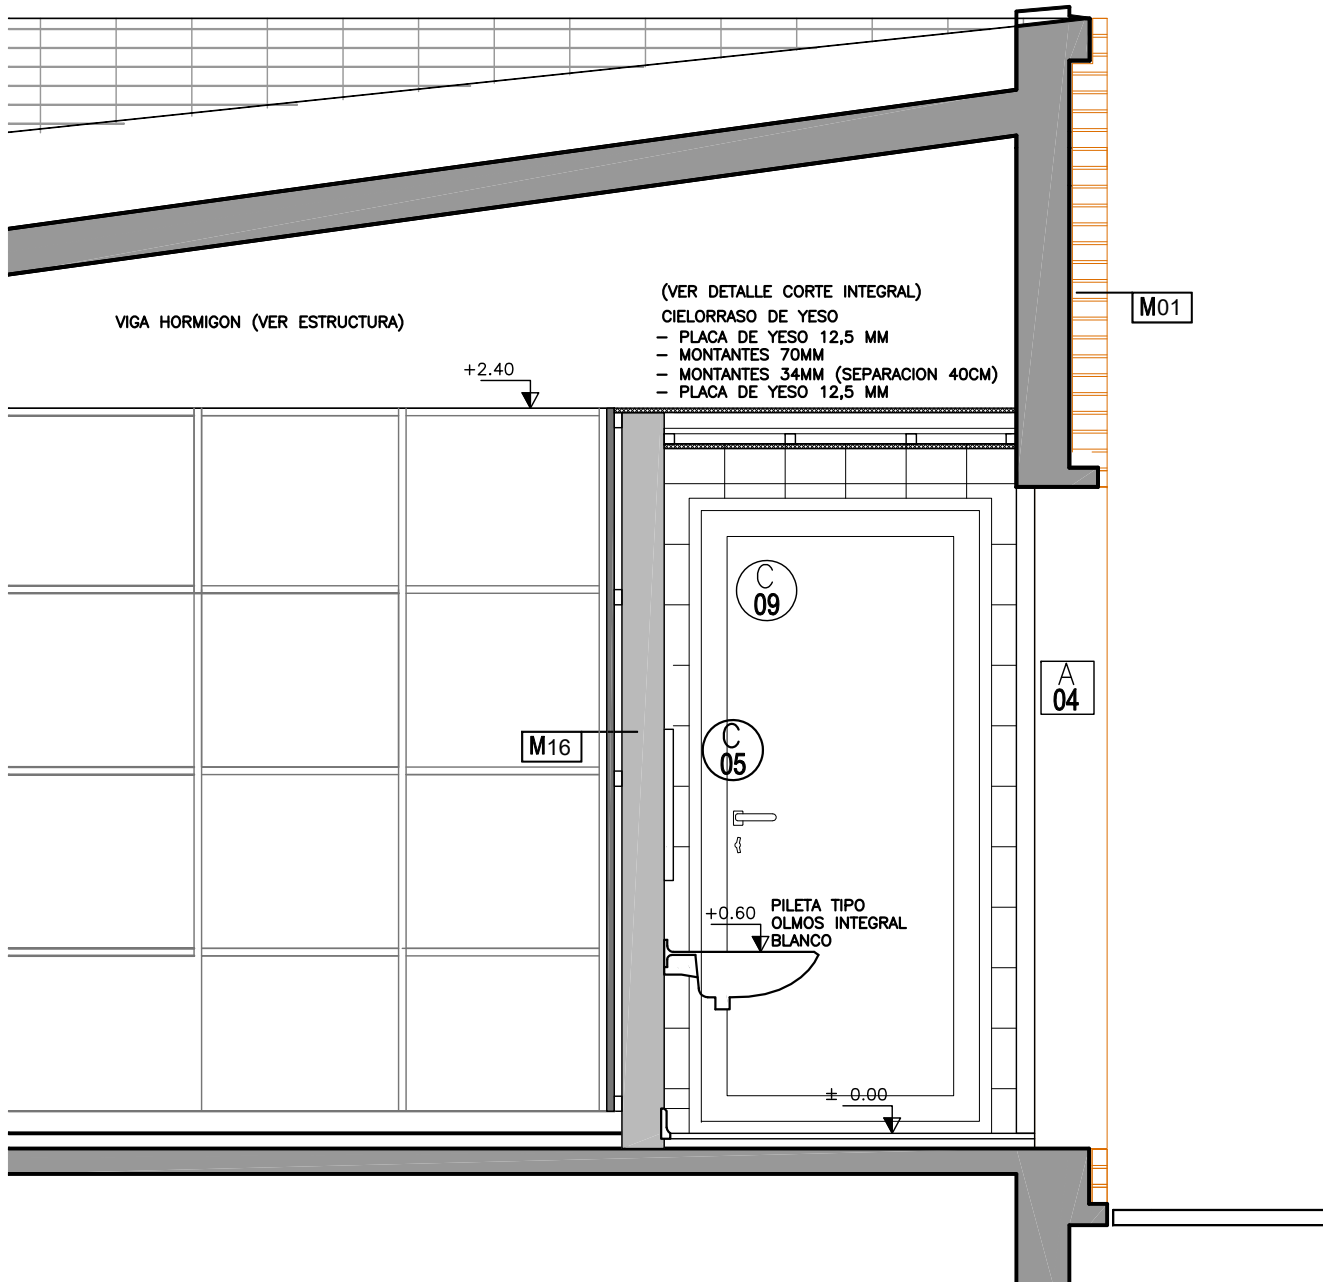 (VER DETALLE CORTE INTEGRAL)
CIELORRASO DE YESO
- PLACA DE YESO 12,5 MM
- MONTANTES 70MM
- MONTANTES 34MM (SEPARACION 40CM)
- PLACA DE YESO 12,5 MM
M01
VIGA HORMIGON (VER ESTRUCTURA)
+2.40
C
09
A
04
M16
C
05
+0.60
PILETA TIPO
OLMOS INTEGRAL
BLANCO
± 0.00